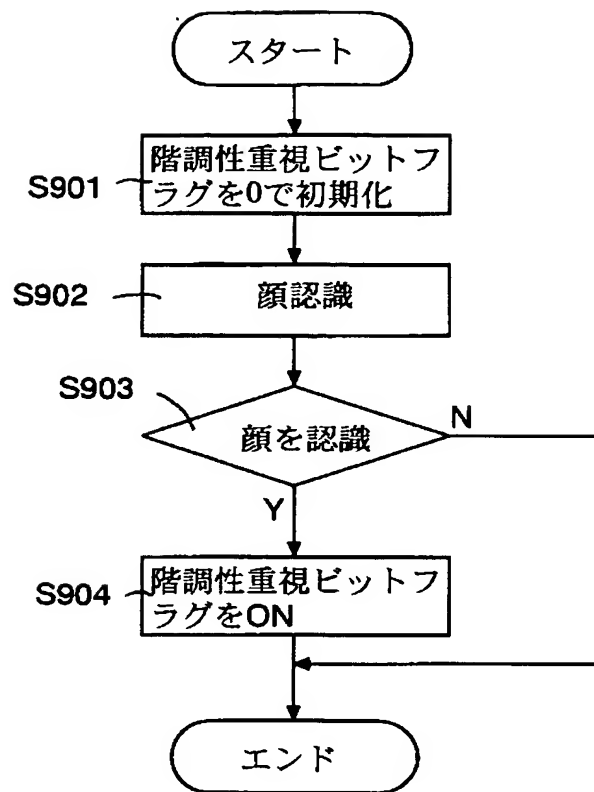 スタート
階調性重視ビットフ
S901
ラグを0で初期化
S902
顔認識
S903
顔を認識
N
Y
階調性重視ビットフ
S904
ラグをON
エンド